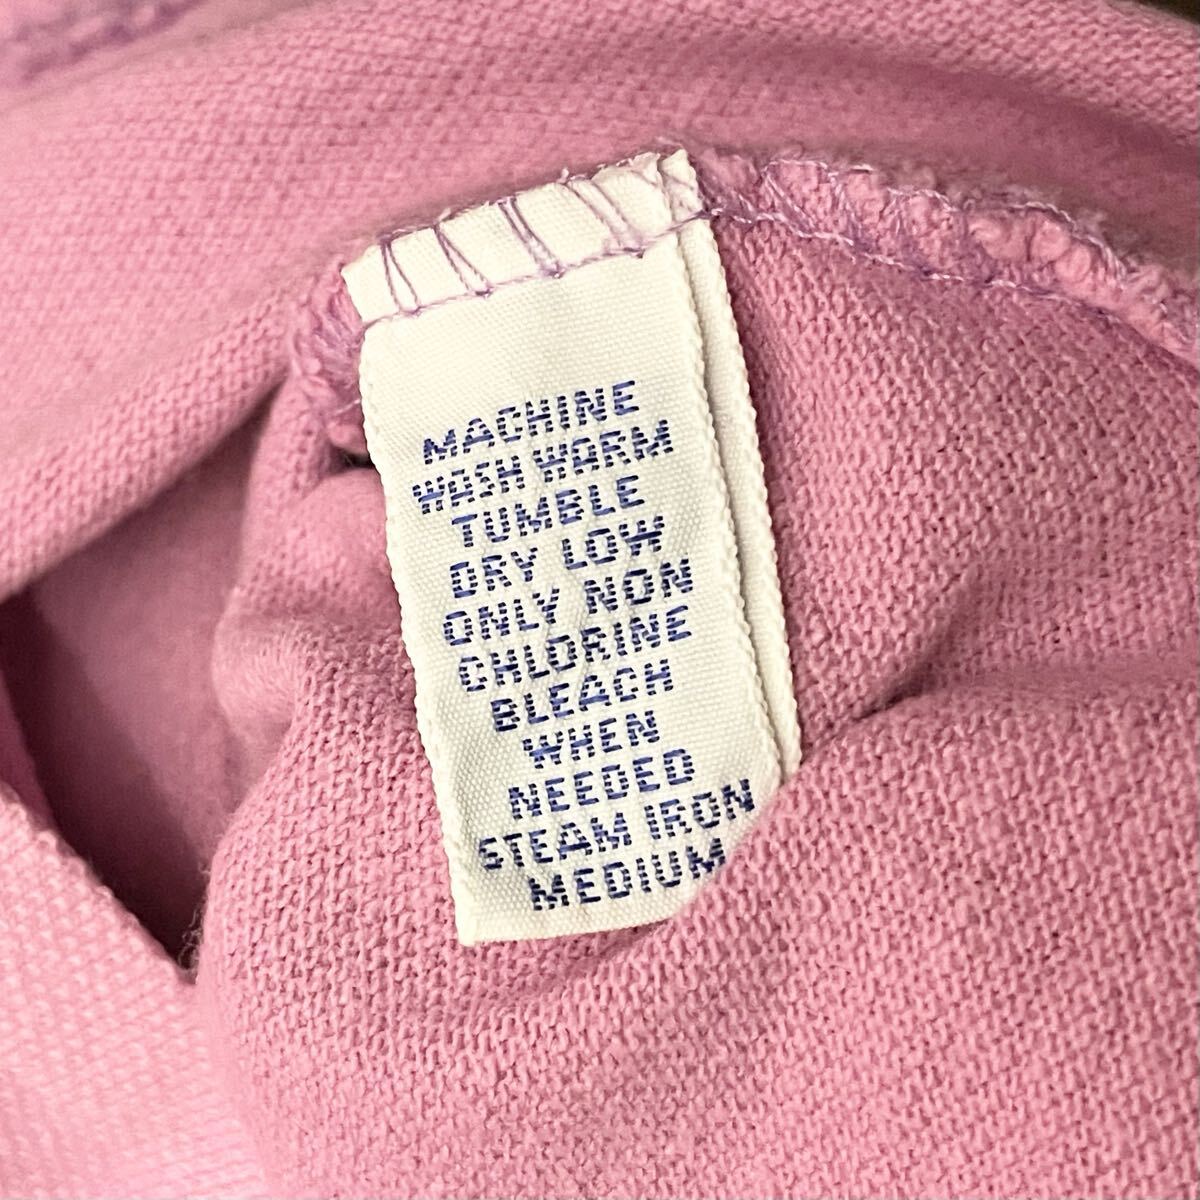 MACHINE
WASH WARM
TUMBLE
DRY LOW
ONLY NON
CHLORINE
BLEACH
WHEN
NEEDED
STEAM IRON
MEDIUM